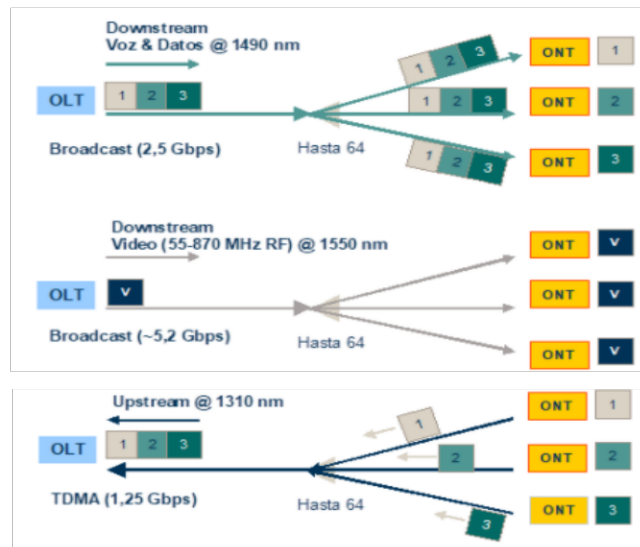 Downstream
Voz & Datos @ 1490 nm
OLT
1 2 3
Broadcast (2,5 Gbps)
Hasta 64
1 2 3
1 2 3
1 2 3
ONT 1
ONT 2
ONT 3
Downstream
Video (55-870 MHz RF) @ 1550 nm
OLT
V
Broadcast (~5,2 Gbps)
Hasta 64
ONT V
ONT V
ONT V
Upstream @ 1310 nm
OLT
1 2 3
TDMA (1,25 Gbps)
Hasta 64
1
2
3
ONT 1
ONT 2
ONT 3